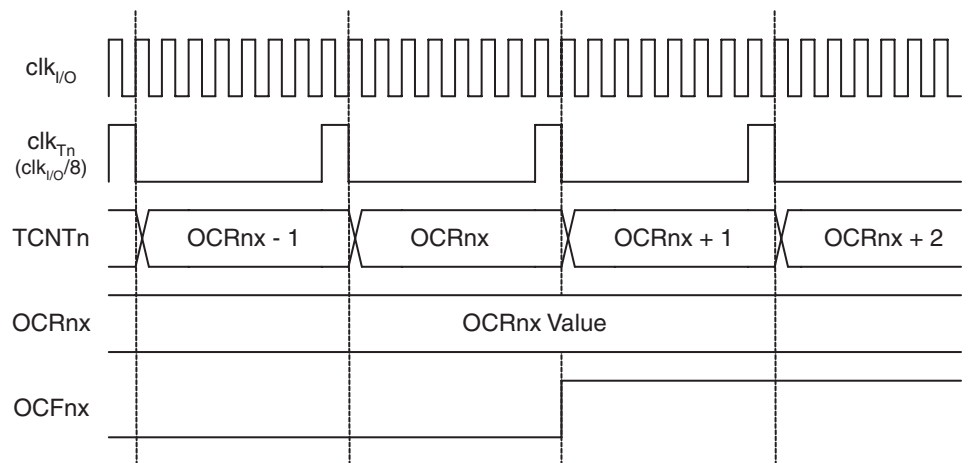 clkI/O
clkTn
(clkI/O/8)
TCNTn
OCRnx - 1
OCRnx
OCRnx + 1
OCRnx + 2
OCRnx
OCRnx Value
OCFnx